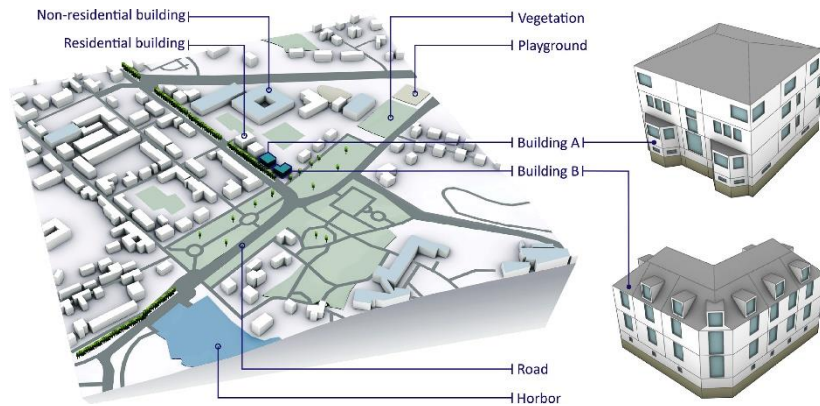 Non-residential building
Residential building
Vegetation
Playground
Building A
Building B
Road
Horbor